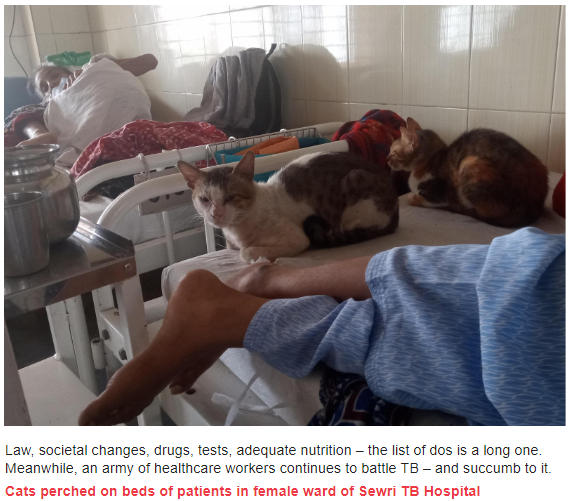 Law, societal changes, drugs, tests, adequate nutrition – the list of dos is a long one.
Meanwhile, an army of healthcare workers continues to battle TB – and succumb to it.
Cats perched on beds of patients in female ward of Sewri TB Hospital